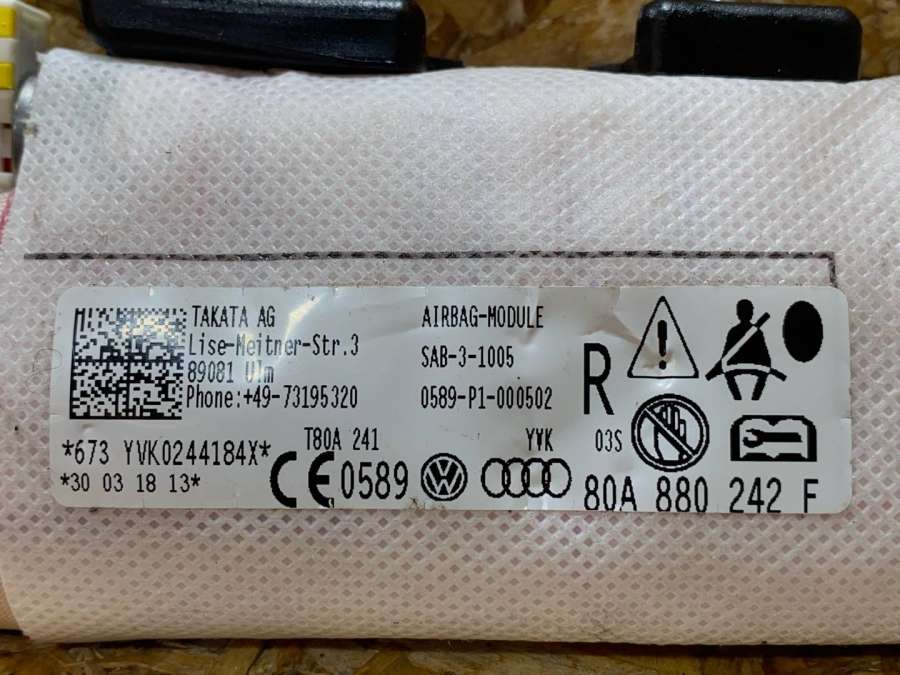 TAKATA AG
Lise-Meitner-Str.3
89081 Ulm
Phone:+49-73195320
AIRBAG-MODULE
SAB-3-1005
0589-P1-000502
R
T80A 241
YVK
03S
*673 YVK0244184X*
*30 03 18 13*
CE 0589
80A 880 242 F